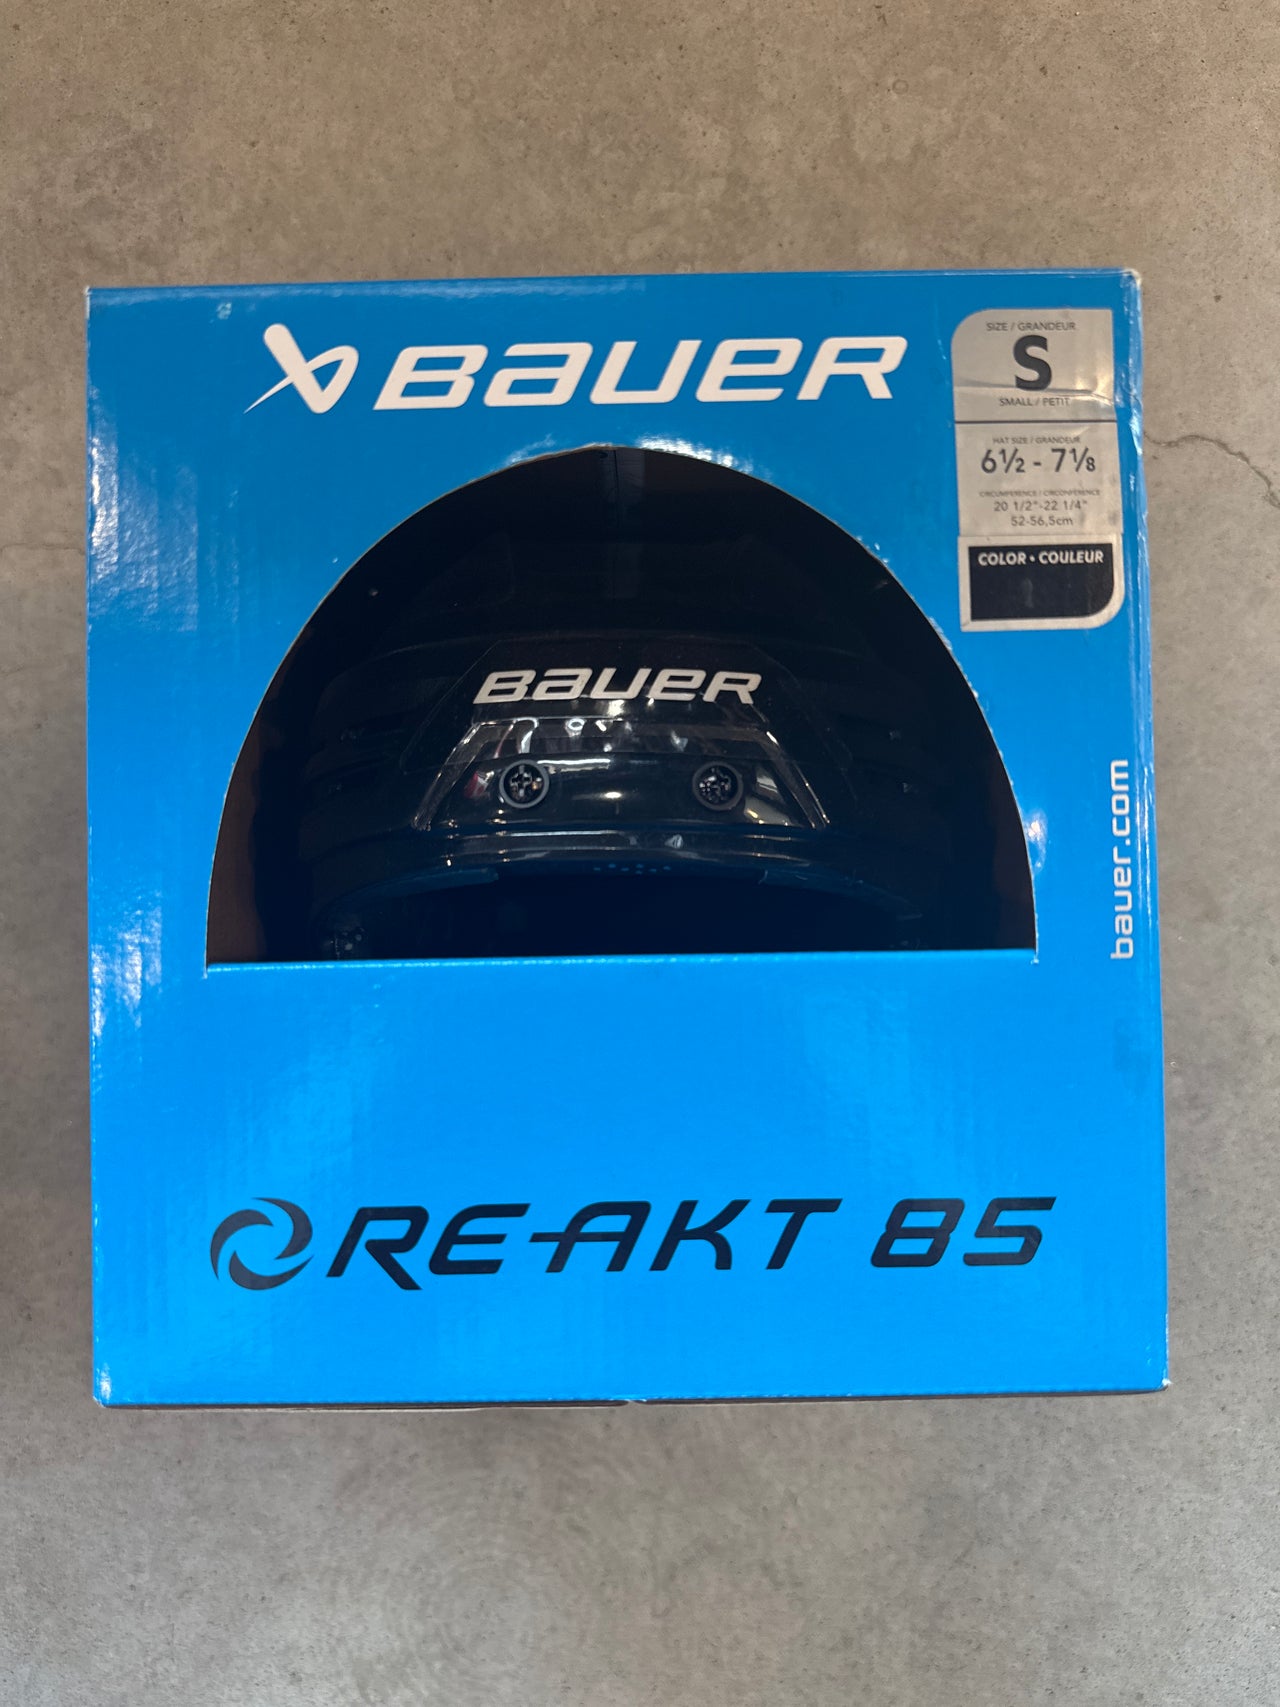 BAUER
SIZE / GRANDEUR
S
SMALL / PETIT
HAT SIZE / GRANDEUR
6½ - 7⅛
CIRCUMFERENCE / CIRCONFÉRENCE
20 1/2"-22 1/4"
52-56,5cm
COLOR • COULEUR
BAUER
bauer.com
RE-AKT 85